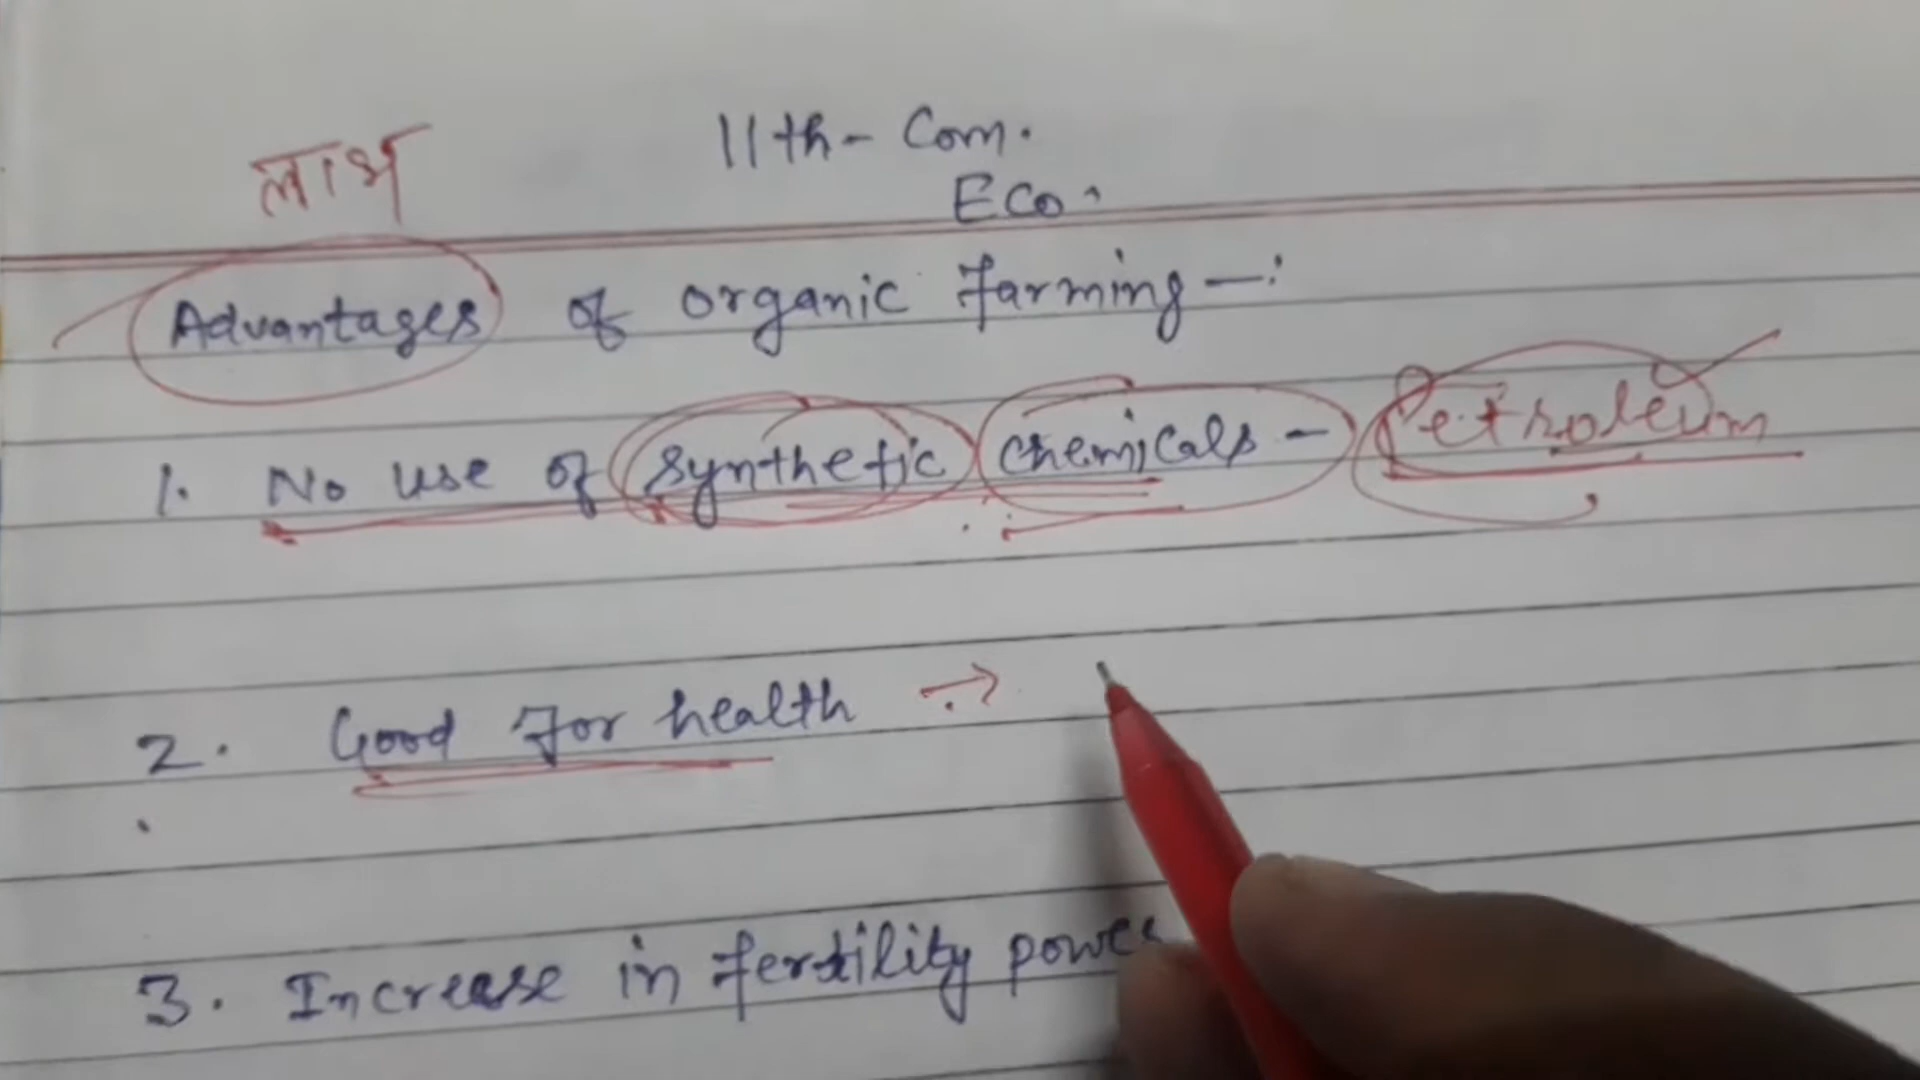 11th - Com.
Eco.
लाभ
Advantages of organic farming —:
1. No use of synthetic chemicals - Petroleum
2. Good for health →
3. Increase in fertility power